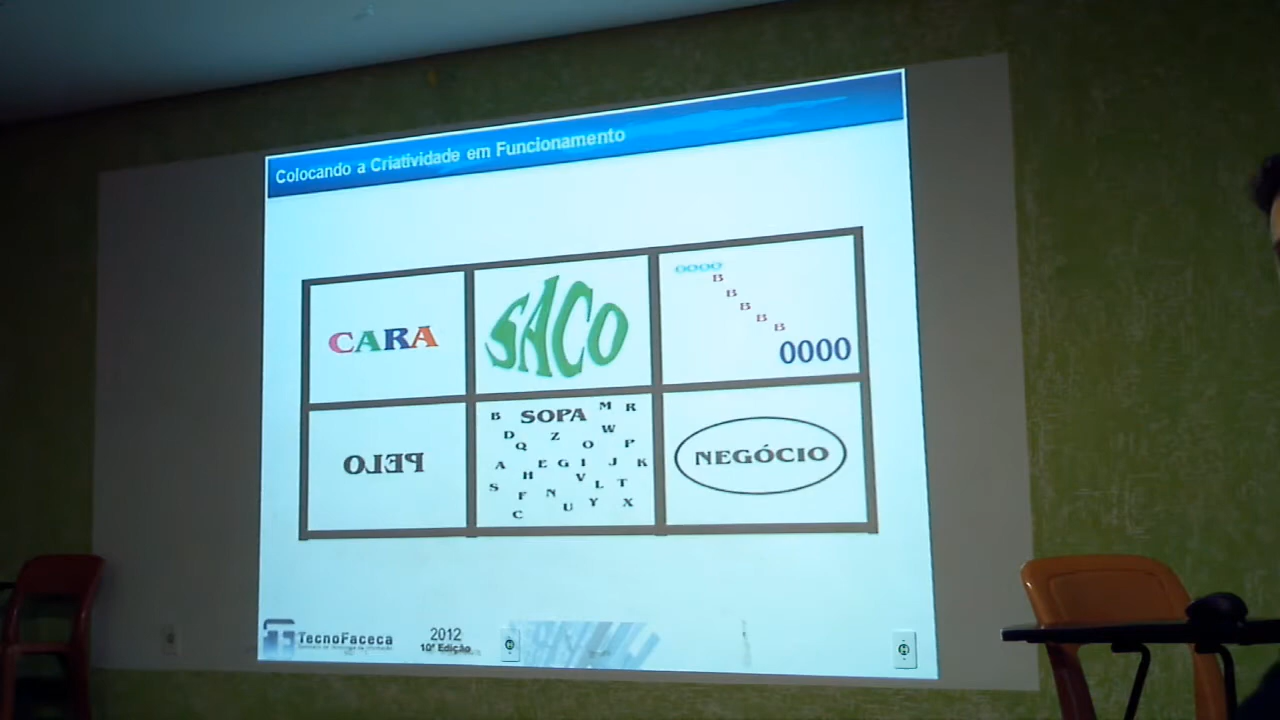 Colocando a Criatividade em Funcionamento
CARA
SACO
0000
B
B
B
B
B
0000
PELO
B SOPA M R
D Q Z O W P
A H E G I J K
S F N V L T
C U Y X
NEGÓCIO
TecnoFaceca
2012
10ª Edição